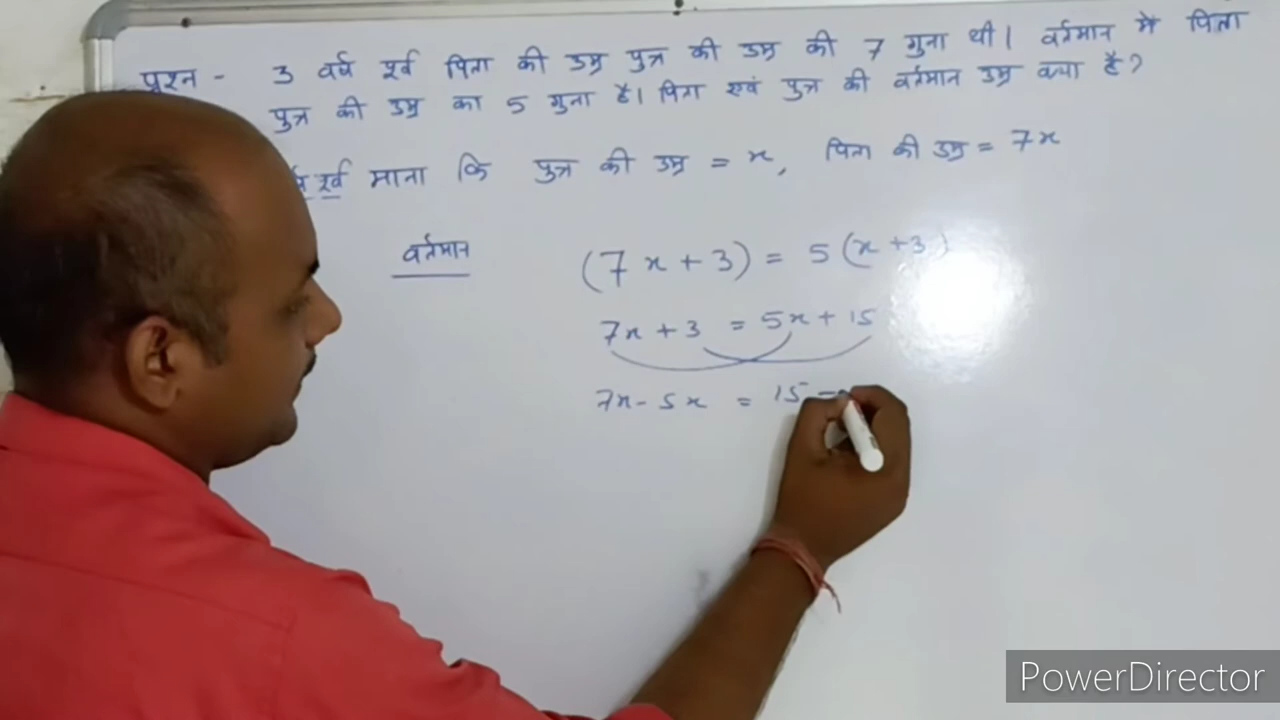 प्रश्न - 3 वर्ष पूर्व पिता की उम्र पुत्र की उम्र की 7 गुना थी। वर्तमान में पिता
पुत्र की उम्र का 5 गुना है। पिता एवं पुत्र की वर्तमान उम्र क्या है?
पूर्व माना कि पुत्र की उम्र = x, पिता की उम्र = 7x
वर्तमान (7x + 3) = 5(x + 3)
7x + 3 = 5x + 15
7x - 5x = 15 -
PowerDirector